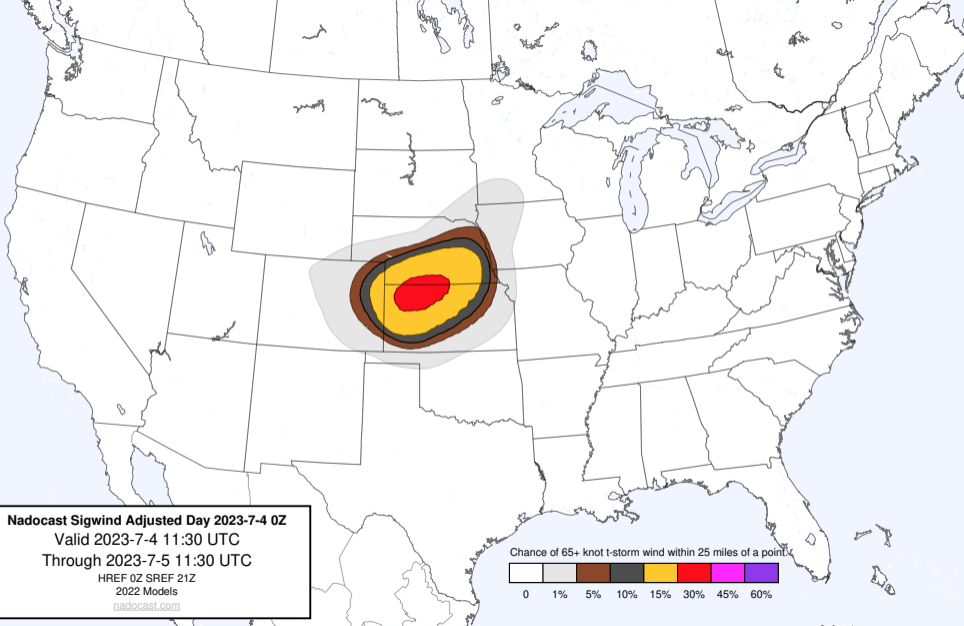 Nadocast Sigwind Adjusted Day 2023-7-4 0Z
Valid 2023-7-4 11:30 UTC
Through 2023-7-5 11:30 UTC
HREF 0Z SREF 21Z
2022 Models
nadocast.com
Chance of 65+ knot t-storm wind within 25 miles of a point.
0 1% 5% 10% 15% 30% 45% 60%